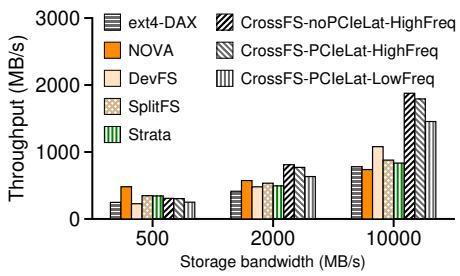 Throughput (MB/s)
3000
2000
1000
0
ext4-DAX
NOVA
DevFS
SplitFS
Strata
CrossFS-noPCIeLat-HighFreq
CrossFS-PCIeLat-HighFreq
CrossFS-PCIeLat-LowFreq
500 2000 10000
Storage bandwidth (MB/s)